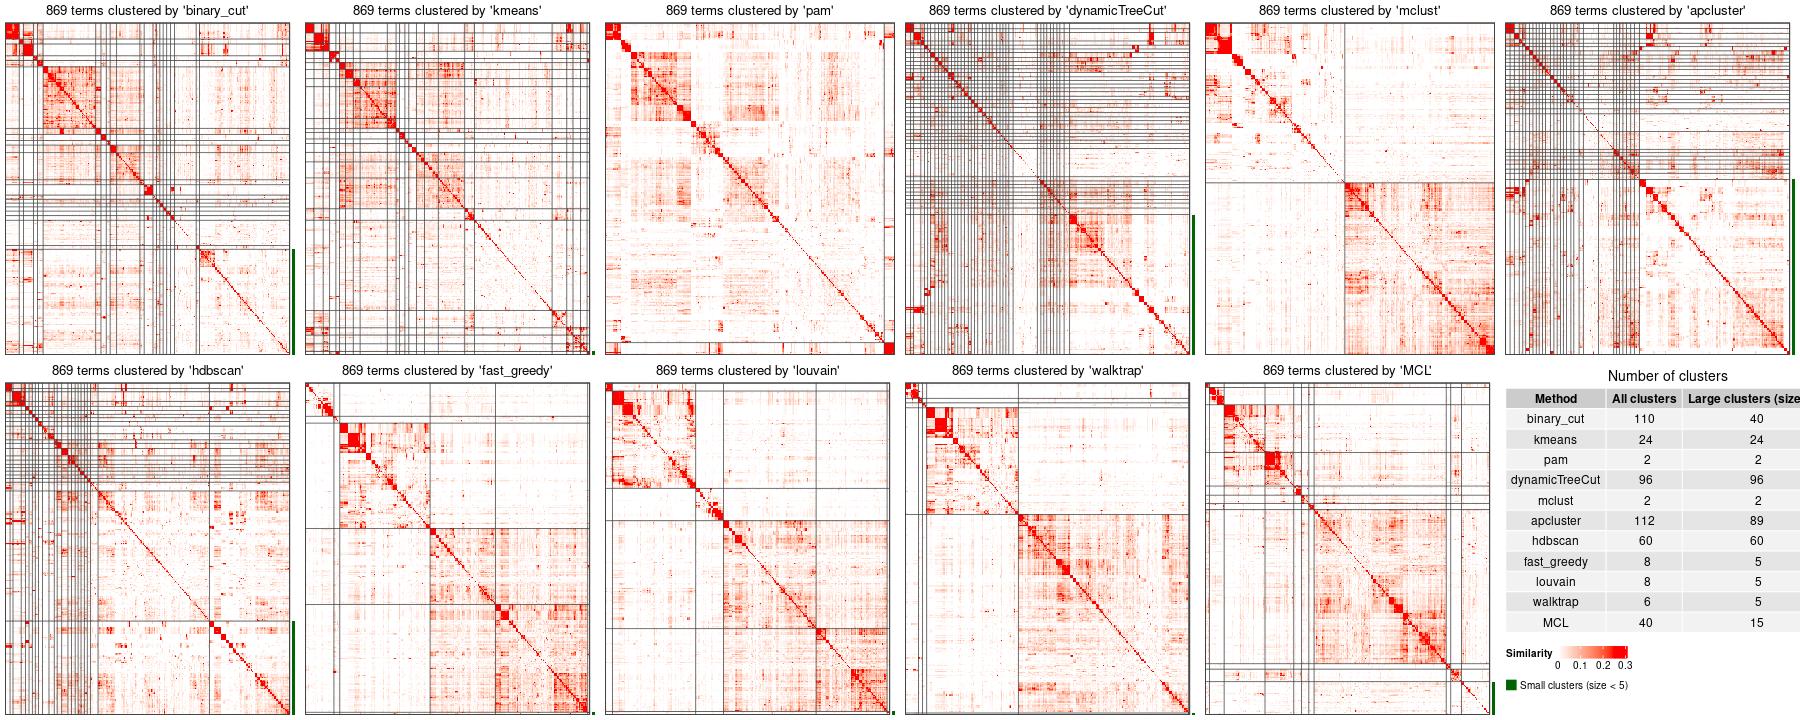 869 terms clustered by 'binary_cut'
869 terms clustered by 'kmeans'
869 terms clustered by 'pam'
869 terms clustered by 'dynamicTreeCut'
869 terms clustered by 'mclust'
869 terms clustered by 'apcluster'
869 terms clustered by 'hdbscan'
869 terms clustered by 'fast_greedy'
869 terms clustered by 'louvain'
869 terms clustered by 'walktrap'
869 terms clustered by 'MCL'
Number of clusters
Method All clusters Large clusters (size
binary_cut 110 40
kmeans 24 24
pam 2 2
dynamicTreeCut 96 96
mclust 2 2
apcluster 112 89
hdbscan 60 60
fast_greedy 8 5
louvain 8 5
walktrap 6 5
MCL 40 15
Similarity
0 0.1 0.2 0.3
Small clusters (size < 5)